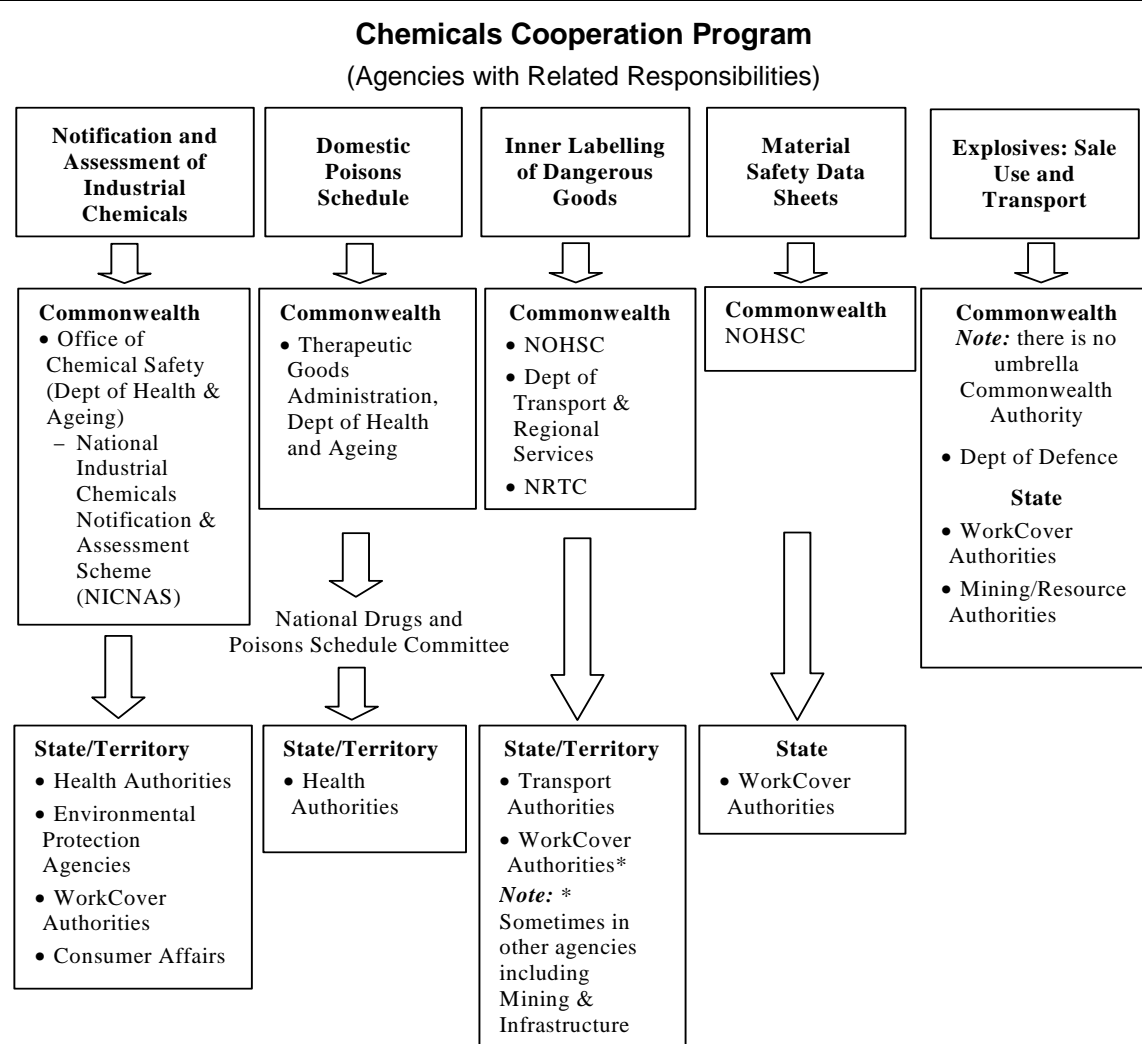 Chemicals Cooperation Program
(Agencies with Related Responsibilities)
Notification and
Assessment of
Industrial
Chemicals
Domestic
Poisons
Schedule
Inner Labelling
of Dangerous
Goods
Material
Safety Data
Sheets
Explosives: Sale
Use and
Transport
Commonwealth
• Office of
Chemical Safety
(Dept of Health &
Ageing)
– National
Industrial
Chemicals
Notification &
Assessment
Scheme
(NICNAS)
Commonwealth
• Therapeutic
Goods
Administration,
Dept of Health
and Ageing
Commonwealth
• NOHSC
• Dept of
Transport &
Regional
Services
• NRTC
Commonwealth
NOHSC
Commonwealth
Note: there is no
umbrella
Commonwealth
Authority
• Dept of Defence
State
• WorkCover
Authorities
• Mining/Resource
Authorities
National Drugs and
Poisons Schedule Committee
State/Territory
• Health Authorities
• Environmental
Protection
Agencies
• WorkCover
Authorities
• Consumer Affairs
State/Territory
• Health
Authorities
State/Territory
• Transport
Authorities
• WorkCover
Authorities*
Note: *
Sometimes in
other agencies
including
Mining &
Infrastructure
State
• WorkCover
Authorities